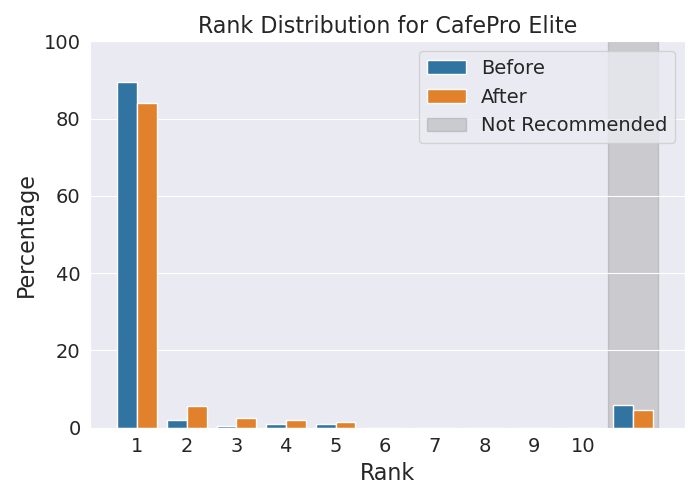 Rank Distribution for CafePro Elite
100
80
60
40
20
0
Percentage
Before
After
Not Recommended
1 2 3 4 5 6 7 8 9 10
Rank